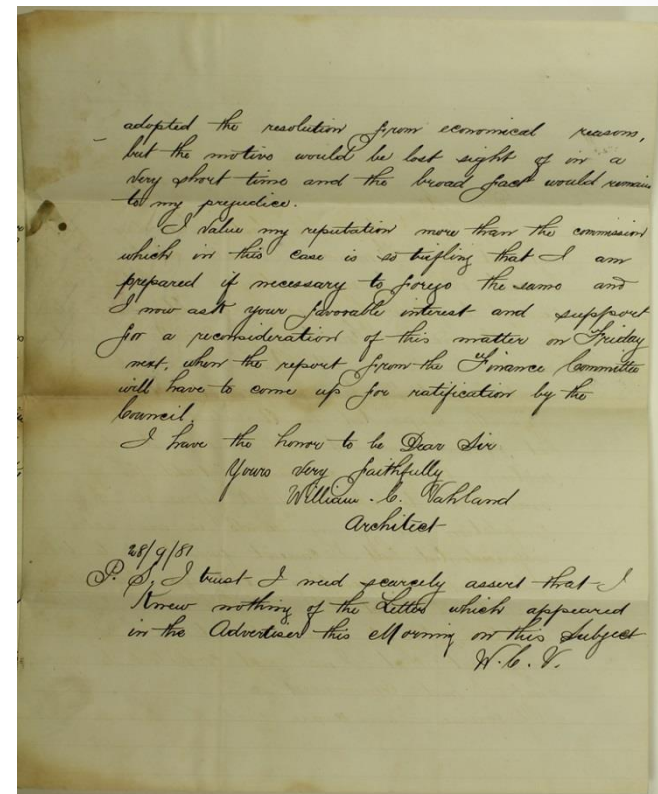 adopted the resolution from economical reasons,
but the motive would be lost sight of in a
very short time and the broad fact would remain
to my prejudice.
I value my reputation more than the commission
which in this case is so trifling that I am
prepared if necessary to forego the same and
I now ask your favorable interest and support
for a reconsideration of this matter on Friday
next, when the report from the Finance Committee
will have to come up for ratification by the
Council.
I have the honor to be Dear Sir
Yours very faithfully
William. C. Vahland
Architect
28/9/81
P. S. I trust I need scarcely assert that I
Knew nothing of the Letter which appeared
in the Advertiser this Morning on this Subject
W. C. V.